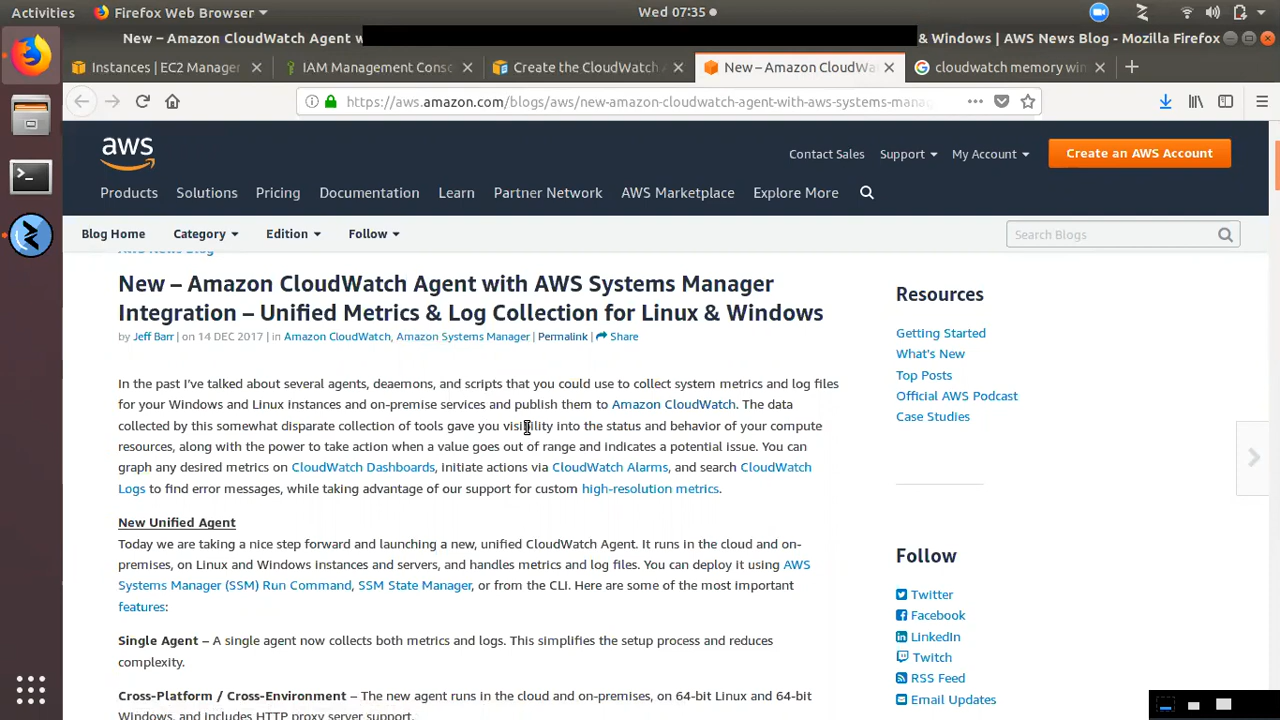 Activities Firefox Web Browser Wed 07:35
New – Amazon CloudWatch Agent w & Windows | AWS News Blog - Mozilla Firefox
Instances | EC2 Manager IAM Management Conso Create the CloudWatch A New – Amazon CloudWa cloudwatch memory win
https://aws.amazon.com/blogs/aws/new-amazon-cloudwatch-agent-with-aws-systems-manag
aws
Contact Sales Support My Account Create an AWS Account
Products Solutions Pricing Documentation Learn Partner Network AWS Marketplace Explore More
Blog Home Category Edition Follow Search Blogs
AWS News Blog
New – Amazon CloudWatch Agent with AWS Systems Manager
Integration – Unified Metrics & Log Collection for Linux & Windows
by Jeff Barr | on 14 DEC 2017 | in Amazon CloudWatch, Amazon Systems Manager | Permalink | Share
In the past I've talked about several agents, deaemons, and scripts that you could use to collect system metrics and log files
for your Windows and Linux instances and on-premise services and publish them to Amazon CloudWatch. The data
collected by this somewhat disparate collection of tools gave you visibility into the status and behavior of your compute
resources, along with the power to take action when a value goes out of range and indicates a potential issue. You can
graph any desired metrics on CloudWatch Dashboards, initiate actions via CloudWatch Alarms, and search CloudWatch
Logs to find error messages, while taking advantage of our support for custom high-resolution metrics.
New Unified Agent
Today we are taking a nice step forward and launching a new, unified CloudWatch Agent. It runs in the cloud and on-
premises, on Linux and Windows instances and servers, and handles metrics and log files. You can deploy it using AWS
Systems Manager (SSM) Run Command, SSM State Manager, or from the CLI. Here are some of the most important
features:
Single Agent – A single agent now collects both metrics and logs. This simplifies the setup process and reduces
complexity.
Cross-Platform / Cross-Environment – The new agent runs in the cloud and on-premises, on 64-bit Linux and 64-bit
Windows, and includes HTTP proxy server support.
Resources
Getting Started
What's New
Top Posts
Official AWS Podcast
Case Studies
Follow
Twitter
Facebook
LinkedIn
Twitch
RSS Feed
Email Updates